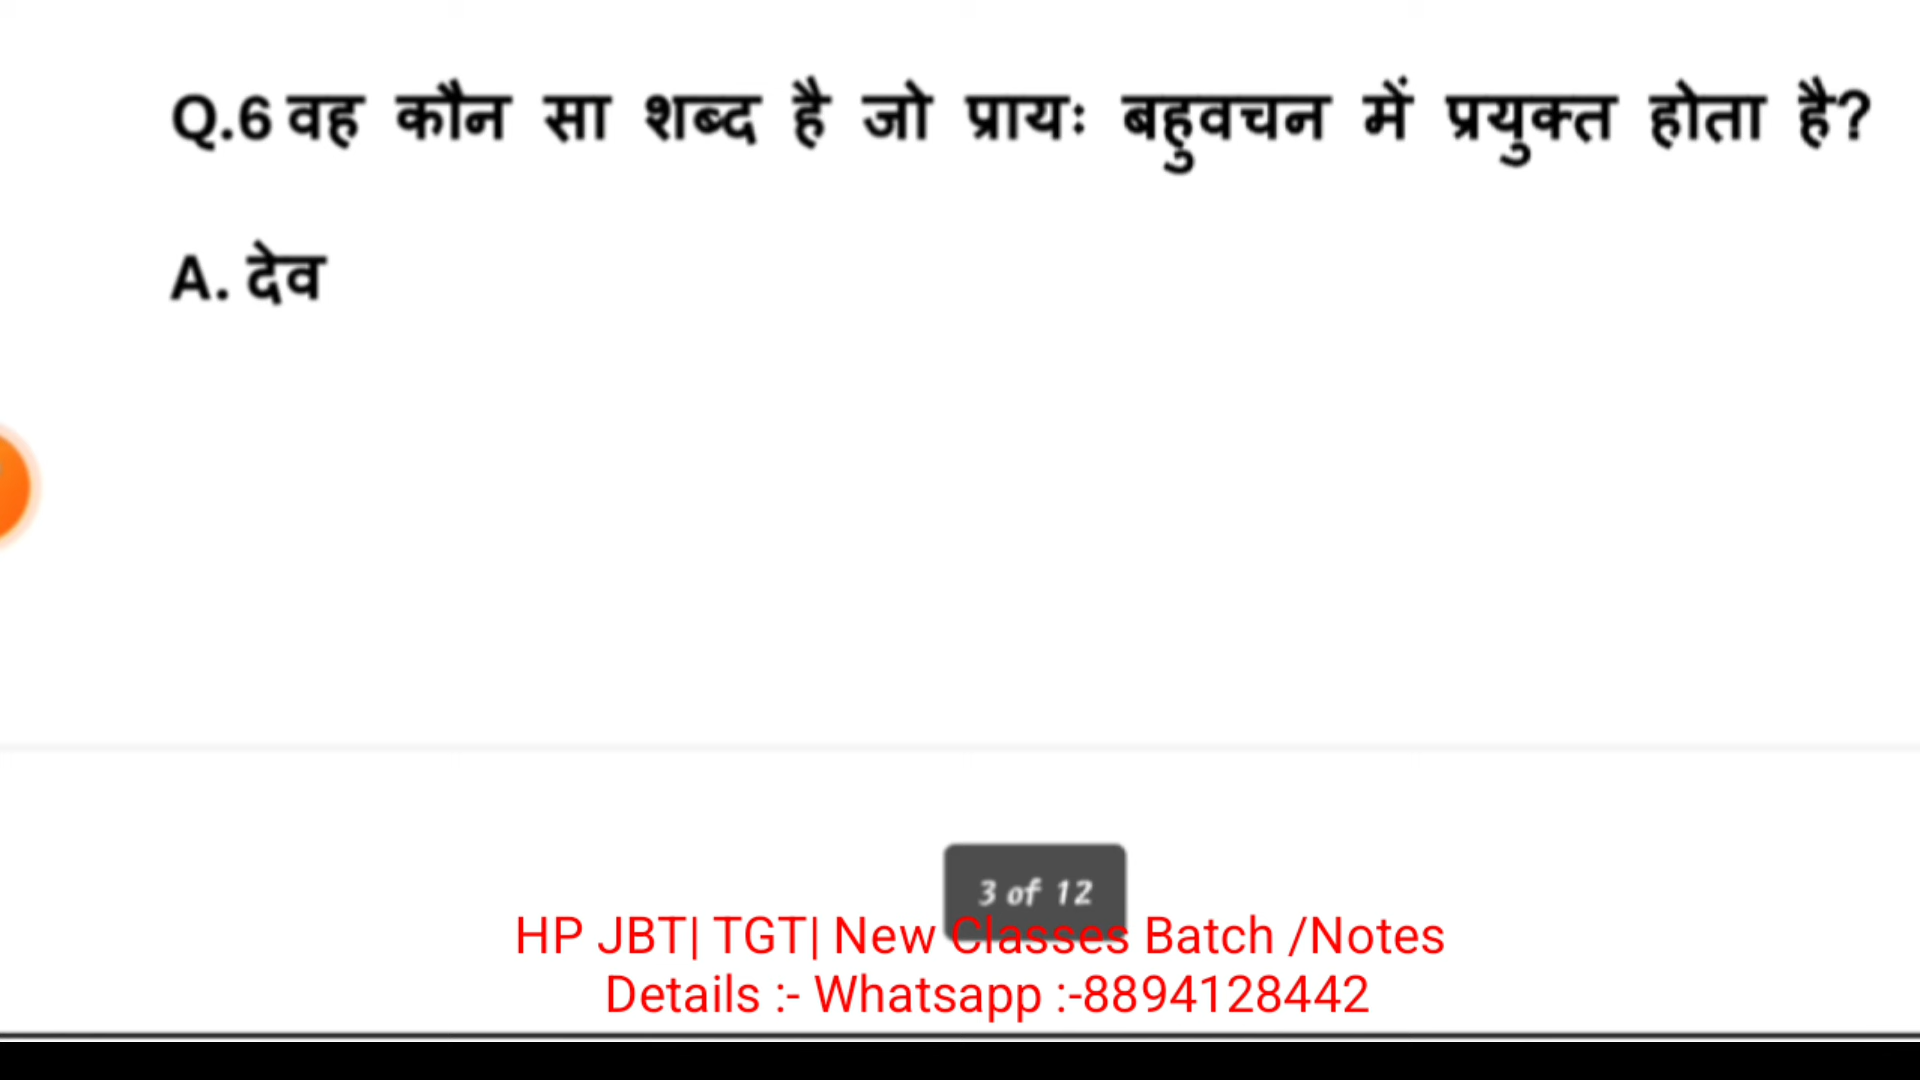 Q.6 वह कौन सा शब्द है जो प्रायः बहुवचन में प्रयुक्त होता है?
A. देव
3 of 12
HP JBT| TGT| New Classes Batch /Notes
Details :- Whatsapp :-8894128442